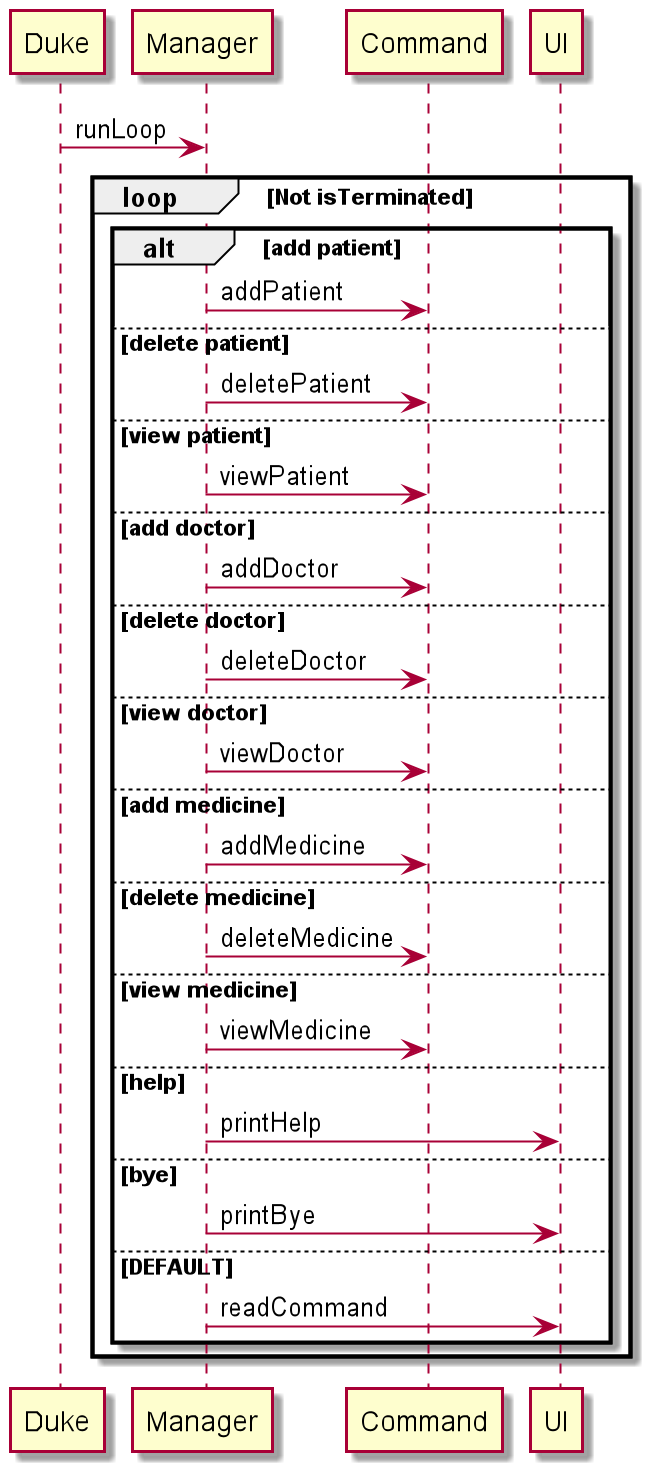 Duke Manager Command UI
runLoop
loop [Not isTerminated]
alt [add patient]
addPatient
[delete patient]
deletePatient
[view patient]
viewPatient
[add doctor]
addDoctor
[delete doctor]
deleteDoctor
[view doctor]
viewDoctor
[add medicine]
addMedicine
[delete medicine]
deleteMedicine
[view medicine]
viewMedicine
[help]
printHelp
[bye]
printBye
[DEFAULT]
readCommand
Duke Manager Command UI